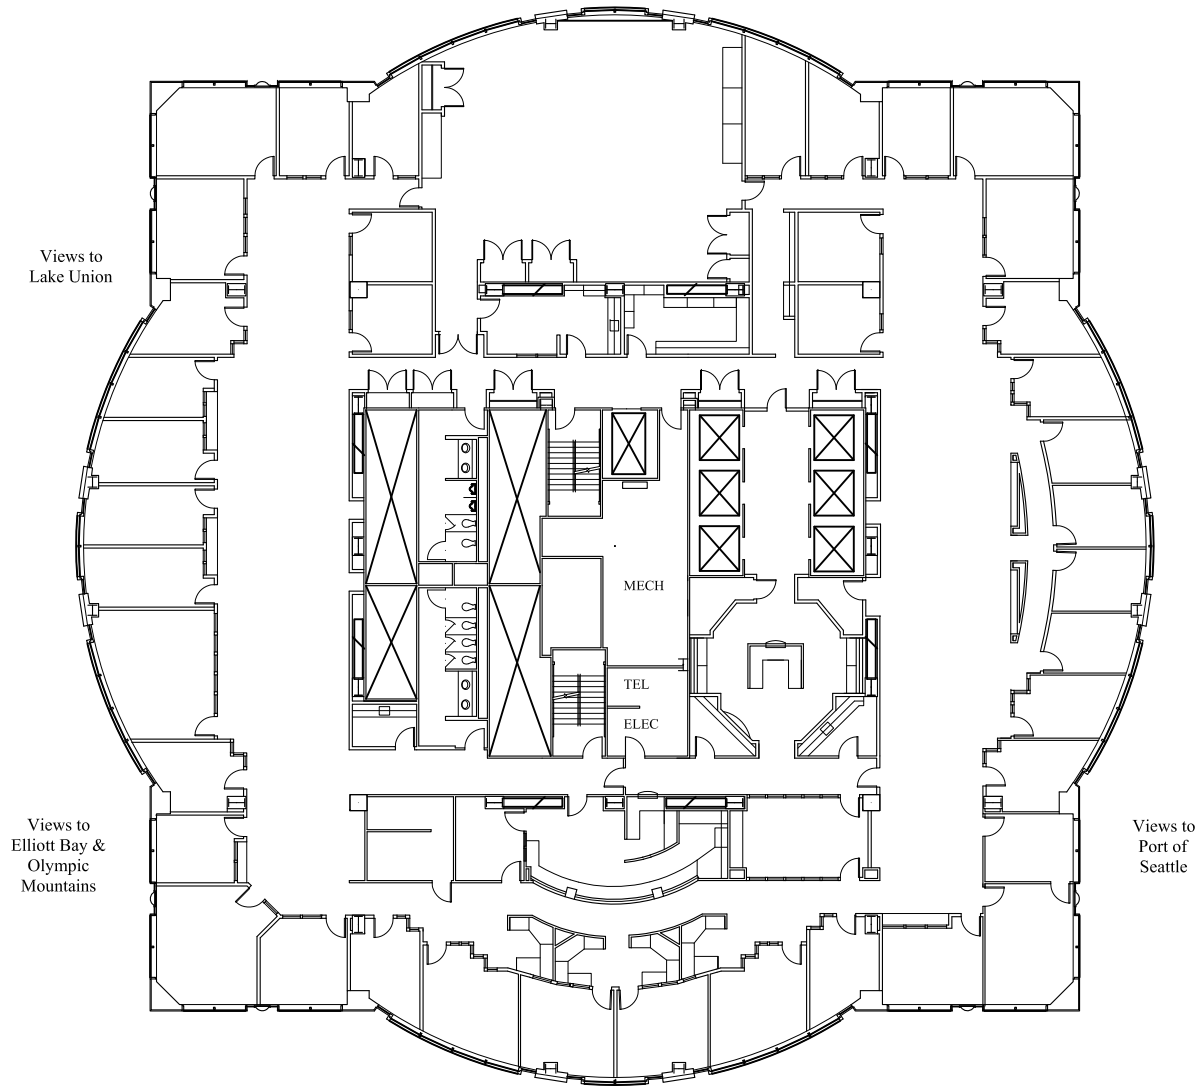 Views to
Lake Union
MECH
TEL
ELEC
Views to
Elliott Bay &
Olympic
Mountains
Views to
Port of
Seattle